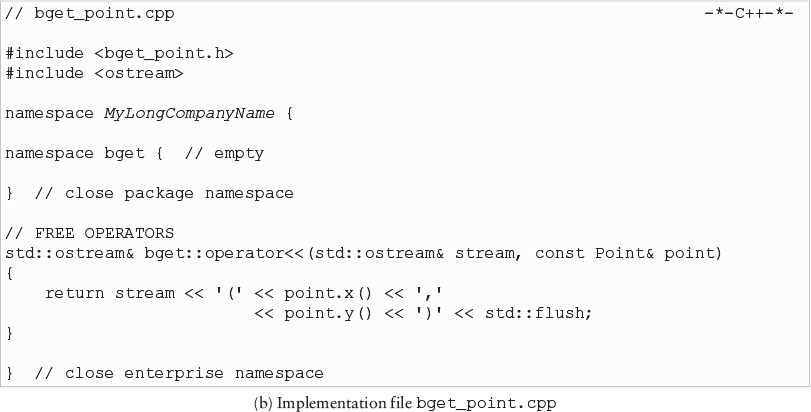 // bget_point.cpp -*-C++-*-
#include <bget_point.h>
#include <ostream>
namespace MyLongCompanyName {
namespace bget {  // empty
}  // close package namespace
// FREE OPERATORS
std::ostream& bget::operator<<(std::ostream& stream, const Point& point)
{
    return stream << '(' << point.x() << ','
                         << point.y() << ')' << std::flush;
}
}  // close enterprise namespace
(b) Implementation file bget_point.cpp